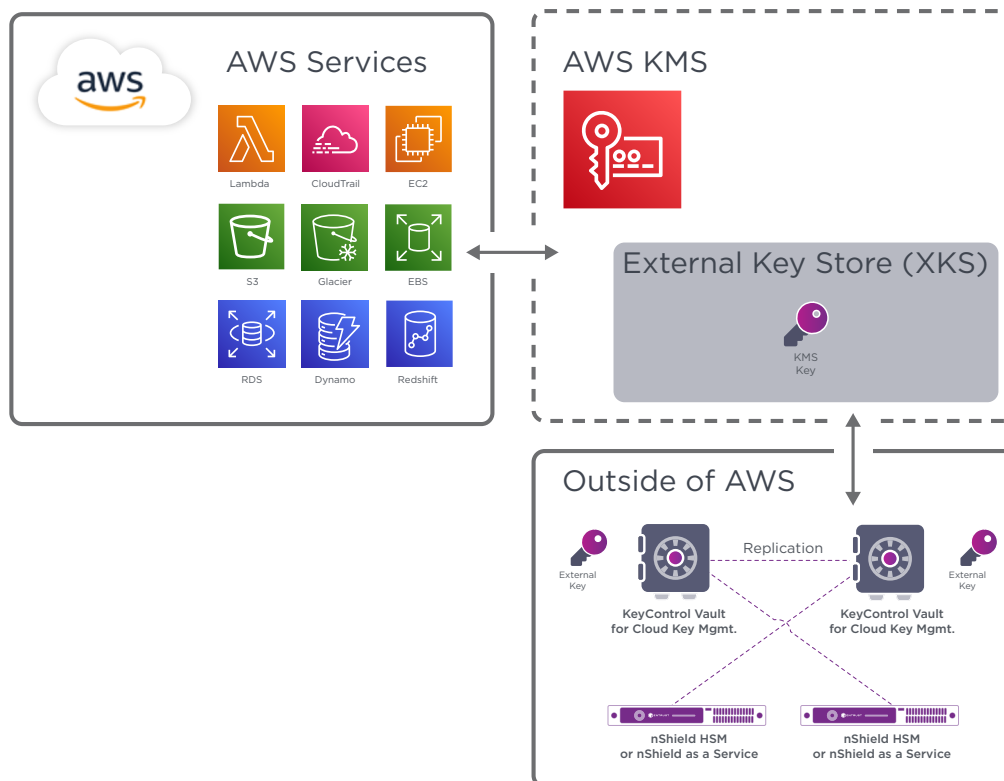 aws
AWS Services
Lambda
CloudTrail
EC2
S3
Glacier
EBS
RDS
Dynamo
Redshift
AWS KMS
External Key Store (XKS)
KMS
Key
Outside of AWS
Replication
External
Key
External
Key
KeyControl Vault
for Cloud Key Mgmt.
KeyControl Vault
for Cloud Key Mgmt.
ENTRUST
ENTRUST
nShield HSM
or nShield as a Service
nShield HSM
or nShield as a Service